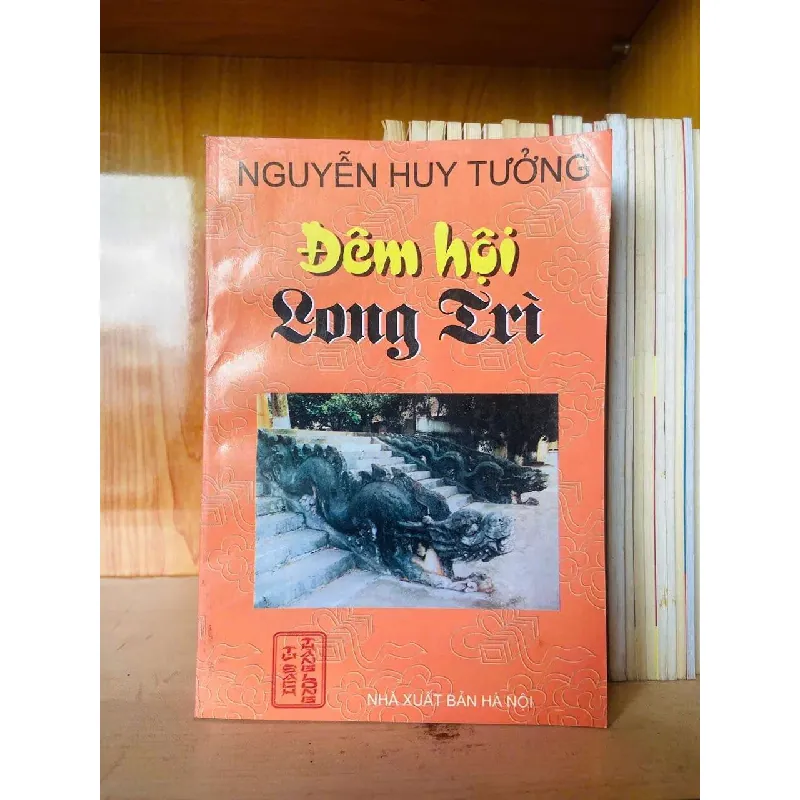 NGUYỄN HUY TƯỞNG
Đêm hội
Long Trì
TỦ SÁCH
THĂNG LONG
NHÀ XUẤT BẢN HÀ NỘI